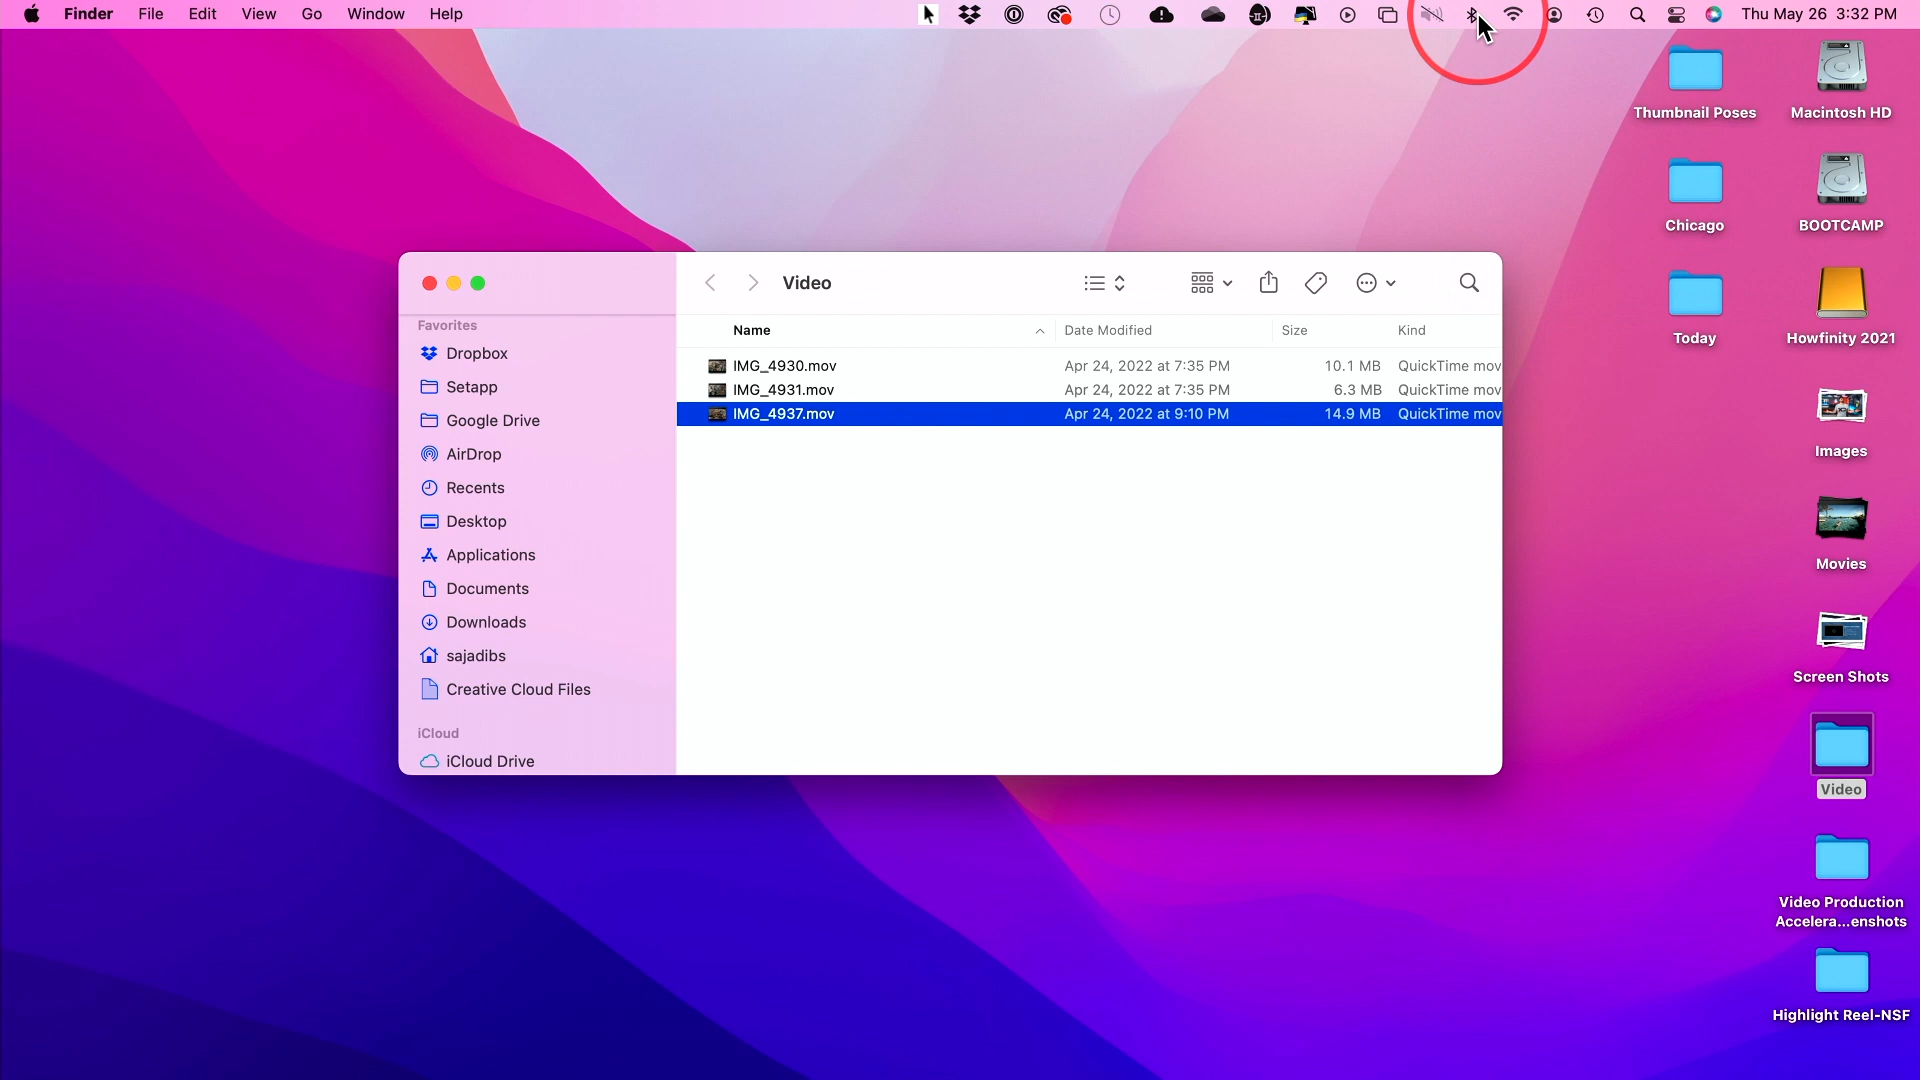 Finder File Edit View Go Window Help Thu May 26 3:32 PM
Thumbnail Poses Macintosh HD
Chicago BOOTCAMP
Today Howfinity 2021
Images
Movies
Screen Shots
Video
Video Production
Accelera...enshots
Highlight Reel-NSF
Video
Favorites
Dropbox
Setapp
Google Drive
AirDrop
Recents
Desktop
Applications
Documents
Downloads
sajadibs
Creative Cloud Files
iCloud
iCloud Drive
Name Date Modified Size Kind
IMG_4930.mov Apr 24, 2022 at 7:35 PM 10.1 MB QuickTime mov
IMG_4931.mov Apr 24, 2022 at 7:35 PM 6.3 MB QuickTime mov
IMG_4937.mov Apr 24, 2022 at 9:10 PM 14.9 MB QuickTime mov